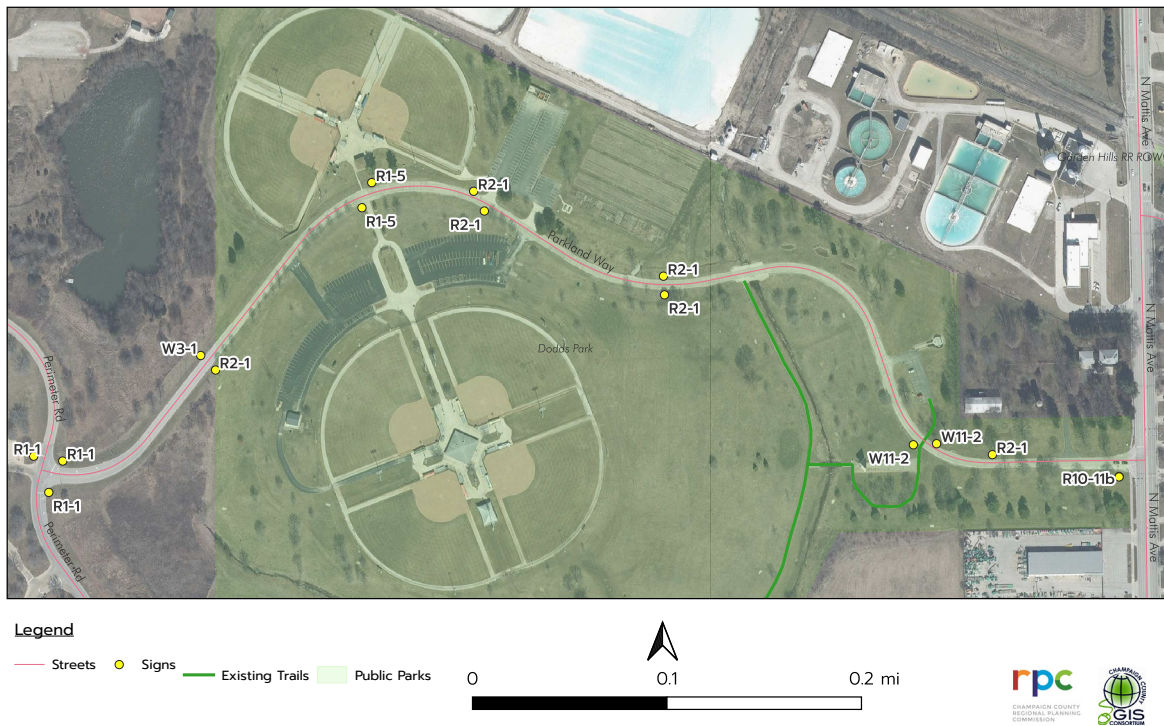 N Mattis Ave
Garden Hills RR ROW
R1-5
R2-1
R1-5
R2-1
Parkland Way
R2-1
R2-1
N Mattis Ave
W3-1
Dodds Park
R2-1
Perimeter Rd
W11-2
R1-1
R1-1
W11-2
R2-1
R10-11b
R1-1
N Mattis Ave
Perimeter Rd
Legend
Streets
Signs
Existing Trails
Public Parks
0
0.1
0.2 mi
rpc
CHAMPAIGN COUNTY
REGIONAL PLANNING
COMMISSION
CHAMPAIGN COUNTY
GIS
CONSORTIUM